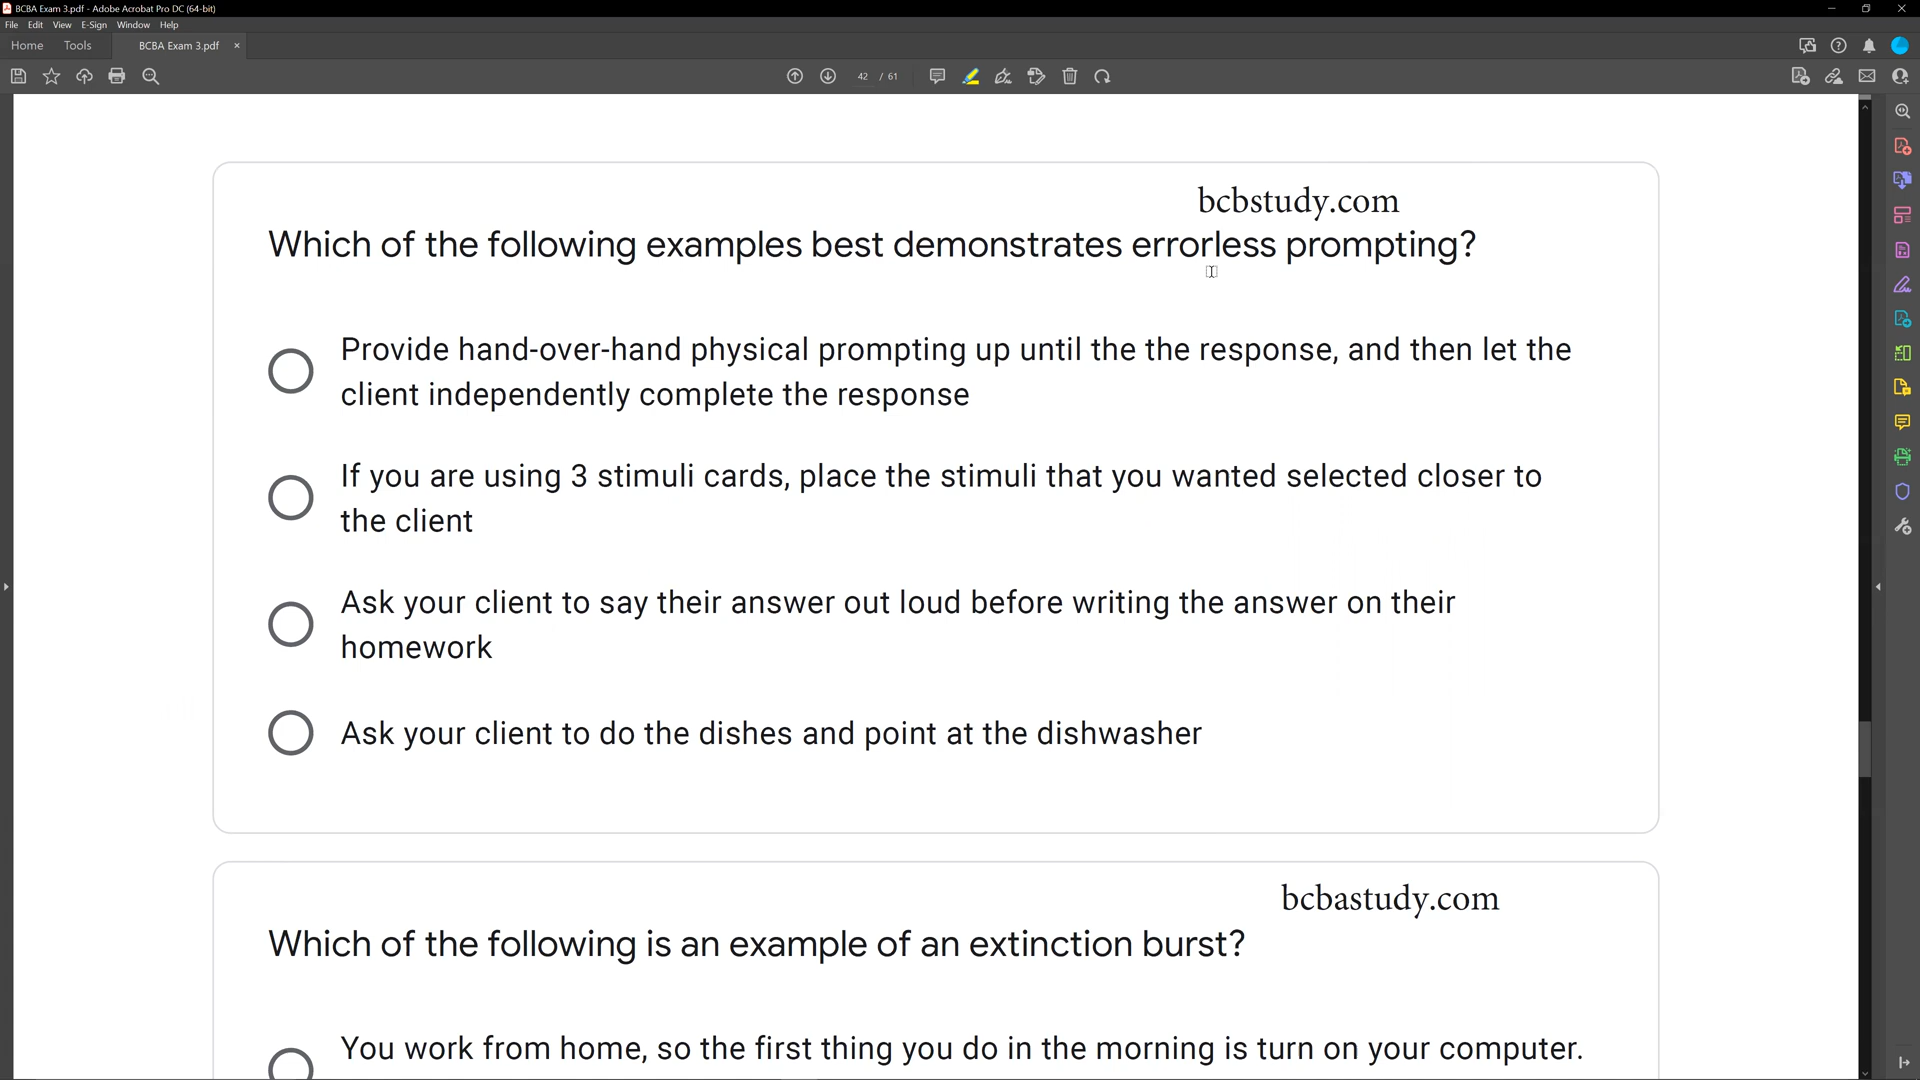 BCBA Exam 3.pdf - Adobe Acrobat Pro DC (64-bit)
File Edit View E-Sign Window Help
Home Tools BCBA Exam 3.pdf ×
42 / 61
bcbstudy.com
Which of the following examples best demonstrates errorless prompting?
Provide hand-over-hand physical prompting up until the the response, and then let the
client independently complete the response
If you are using 3 stimuli cards, place the stimuli that you wanted selected closer to
the client
Ask your client to say their answer out loud before writing the answer on their
homework
Ask your client to do the dishes and point at the dishwasher
bcbastudy.com
Which of the following is an example of an extinction burst?
You work from home, so the first thing you do in the morning is turn on your computer.